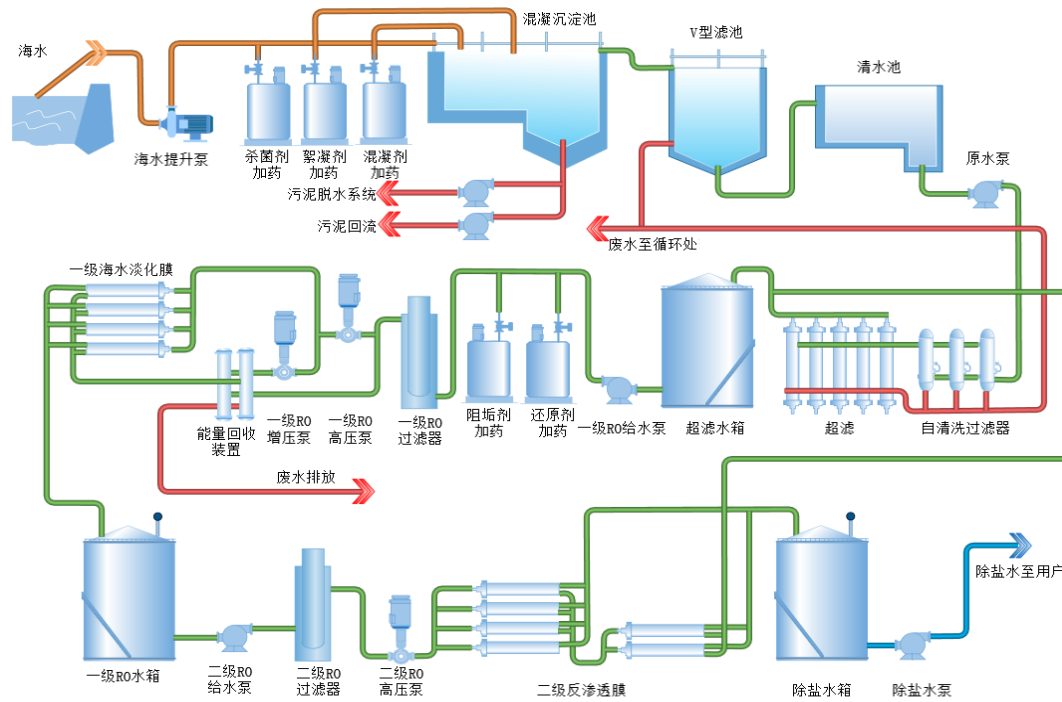 混凝沉淀池
V型滤池
海水
清水池
海水提升泵
杀菌剂
加药
絮凝剂
加药
混凝剂
加药
原水泵
污泥脱水系统
污泥回流
废水至循环处
一级海水淡化膜
能量回收
装置
一级RO
增压泵
一级RO
高压泵
一级RO
过滤器
阻垢剂
加药
还原剂
加药
一级RO给水泵
超滤水箱
超滤
自清洗过滤器
废水排放
除盐水至用户
一级RO水箱
二级RO
给水泵
二级RO
过滤器
二级RO
高压泵
二级反渗透膜
除盐水箱
除盐水泵